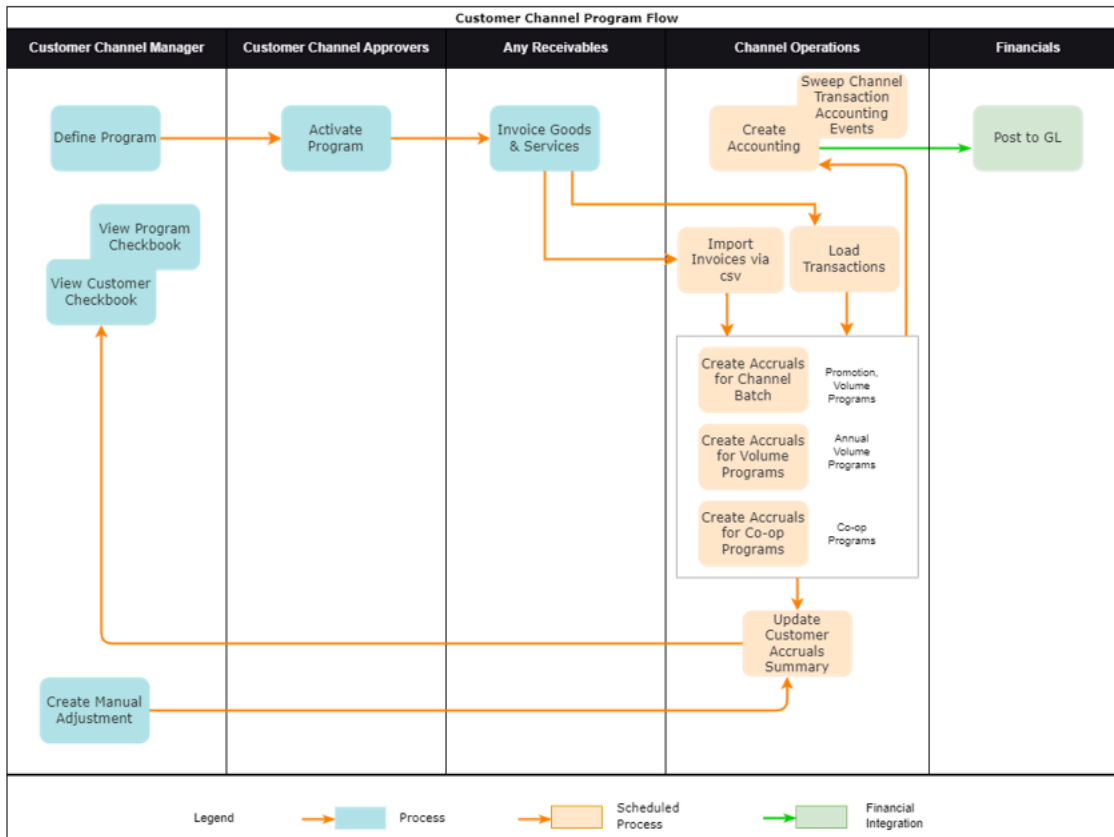 Customer Channel Program Flow
Customer Channel Manager
Customer Channel Approvers
Any Receivables
Channel Operations
Financials
Define Program
Activate
Program
Invoice Goods
& Services
Sweep Channel
Transaction
Accounting
Events
Create
Accounting
Post to GL
View Program
Checkbook
View Customer
Checkbook
Import
Invoices via
csv
Load
Transactions
Create Accruals
for Channel
Batch
Promotion,
Volume
Programs
Create Accruals
for Volume
Programs
Annual
Volume
Programs
Create Accruals
for Co-op
Programs
Co-op
Programs
Update
Customer
Accruals
Summary
Create Manual
Adjustment
Legend
Process
Scheduled
Process
Financial
Integration